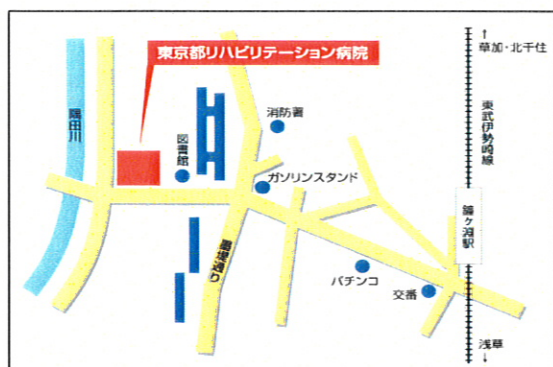 東京都リハビリテーション病院
↑
草加・北千住
東武伊勢崎線
隅田川
消防署
図書館
ガソリンスタンド
鐘ヶ淵駅
墨堤通り
パチンコ
交番
浅草
↓